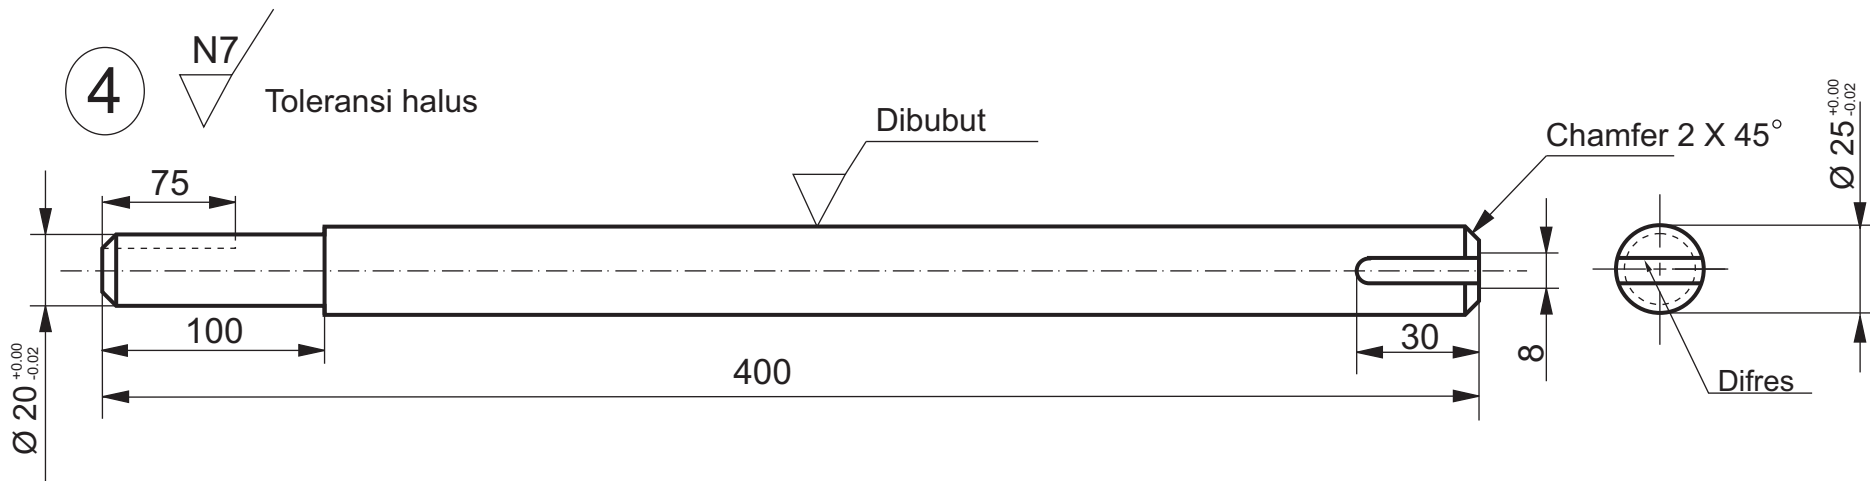 4
N7
Toleransi halus
Dibubut
Chamfer 2 X 45°
Ø 25 +0.00 -0.02
75
100
30
8
400
Ø 20 +0.00 -0.02
Difres